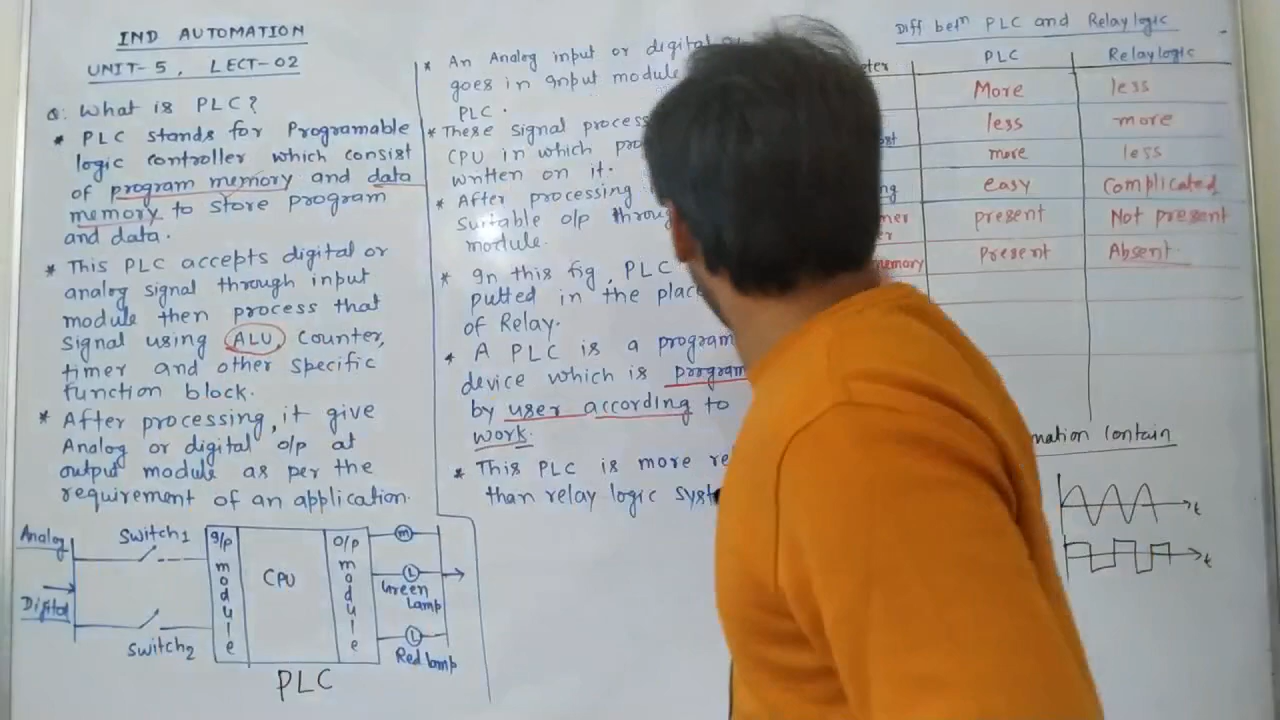 IND AUTOMATION
UNIT-5, LECT-02
Q: What is PLC?
* PLC stands for Programable
logic controller which consist
of program memory and data
memory to store program
and data.
* This PLC accepts digital or
analog signal through input
module then process that
signal using ALU Counter,
timer and other specific
function block.
* After processing, it give
Analog or digital o/p at
output module as per the
requirement of an application.
Analog
Digital
Switch1
Switch2
I/p module
CPU
O/p module
M
L
Green
Lamp
L
Red lamp
PLC
* An Analog input or digital
goes in input module
PLC.
* These signal process
CPU in which
written on it.
* After processing
suitable o/p
module.
* In this fig, PLC
putted in the place
of Relay.
* A PLC is a program
device which is program
by user according to
work.
* This PLC is more
than relay logic
Diff betn PLC and Relay logic
PLC Relay logic
More less
less more
more less
easy Complicated
present Not present
memory Present Absent
contain
t
t